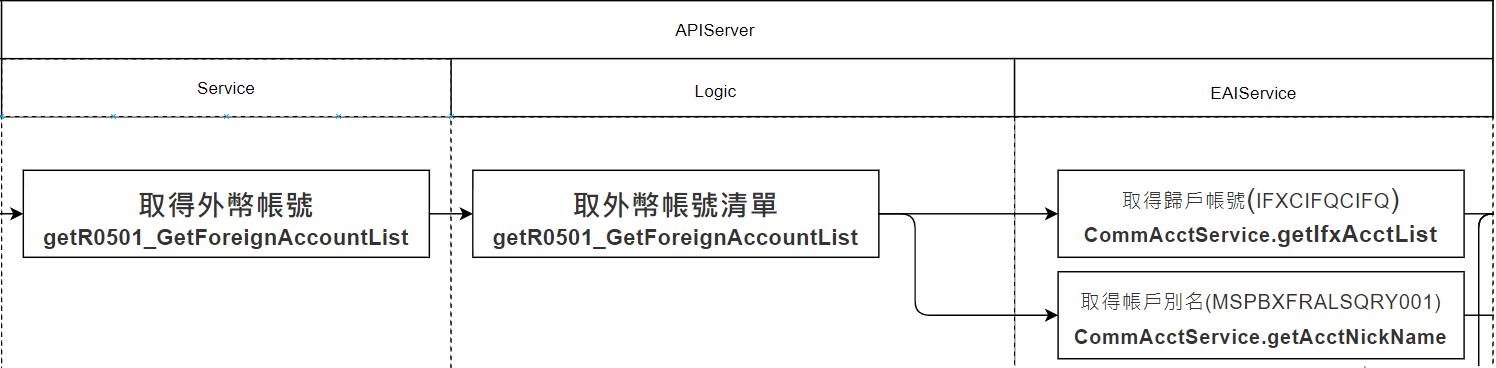 APIServer
Service
Logic
EAIService
取得外幣帳號
getR0501_GetForeignAccountList
取外幣帳號清單
getR0501_GetForeignAccountList
取得歸戶帳號(IFXCIFQCIFQ)
CommAcctService.getIfxAcctList
取得帳戶別名(MSPBXFRALSQRY001)
CommAcctService.getAcctNickName